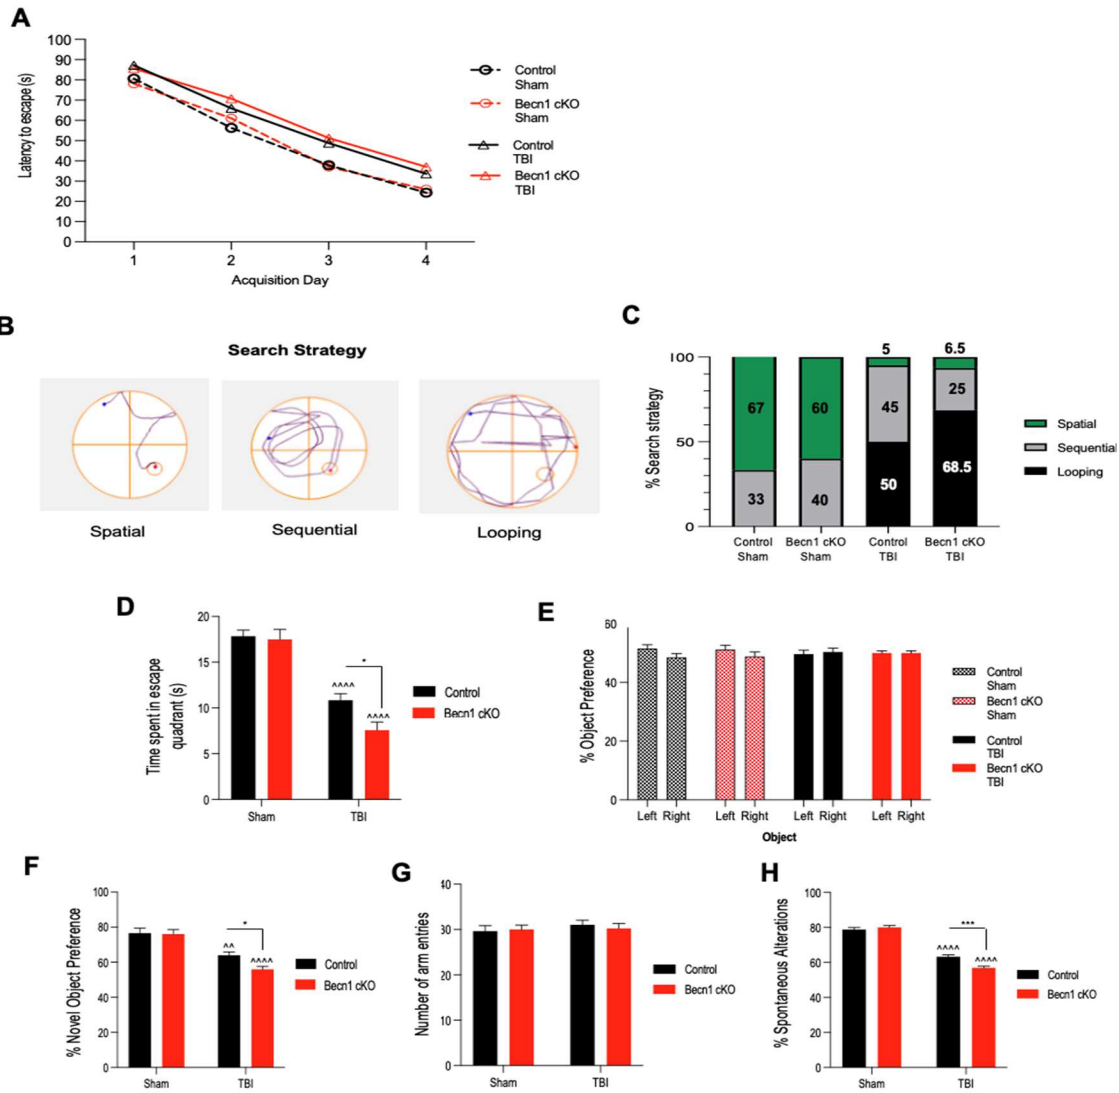 A
100
90
80
70
60
50
40
30
20
10
0
Latency to escape (s)
1 2 3 4
Acquisition Day
Control
Sham
Becn1 cKO
Sham
Control
TBI
Becn1 cKO
TBI
B
Search Strategy
Spatial Sequential Looping
C
% Search strategy
100
50
0
67
33
60
40
5
45
50
6.5
25
68.5
Control
Sham
Becn1 cKO
Sham
Control
TBI
Becn1 cKO
TBI
Spatial
Sequential
Looping
D
Time spent in escape
quadrant (s)
20
15
10
5
0
^^^^
*
^^^^
Sham TBI
Control
Becn1 cKO
E
% Object Preference
60
40
20
0
Left Right Left Right Left Right Left Right
Object
Control
Sham
Becn1 cKO
Sham
Control
TBI
Becn1 cKO
TBI
F
% Novel Object Preference
100
80
60
40
20
0
^^
*
^^^^
Sham TBI
Control
Becn1 cKO
G
Number of arm entries
40
30
20
10
0
Sham TBI
Control
Becn1 cKO
H
% Spontaneous Alterations
100
80
60
40
20
0
^^^^
***
^^^^
Sham TBI
Control
Becn1 cKO